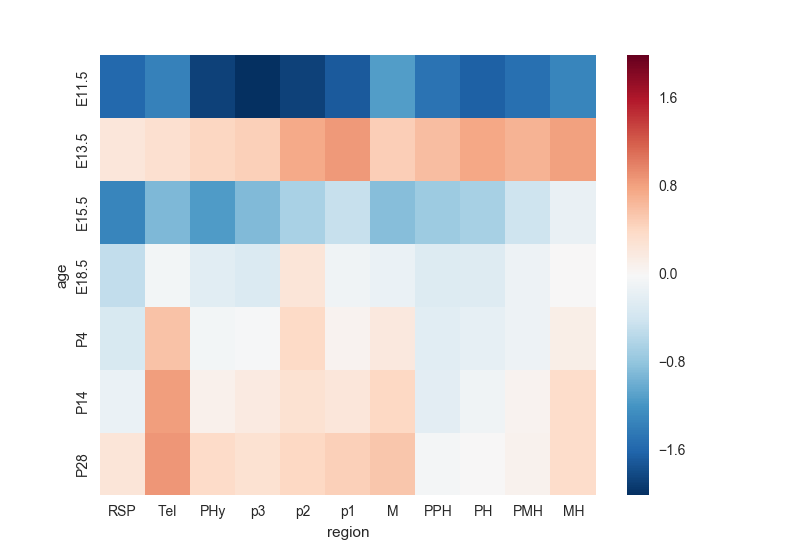 age
E11.5
E13.5
E15.5
E18.5
P4
P14
P28
RSP Tel PHy p3 p2 p1 M PPH PH PMH MH
region
1.6
0.8
0.0
−0.8
−1.6